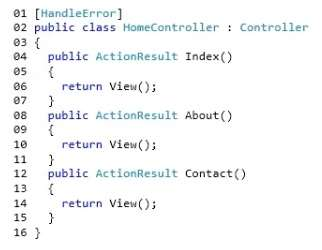 01 [HandleError]
02 public class HomeController : Controller
03 {
04   public ActionResult Index()
05   {
06     return View();
07   }
08   public ActionResult About()
09   {
10     return View();
11   }
12   public ActionResult Contact()
13   {
14     return View();
15   }
16 }